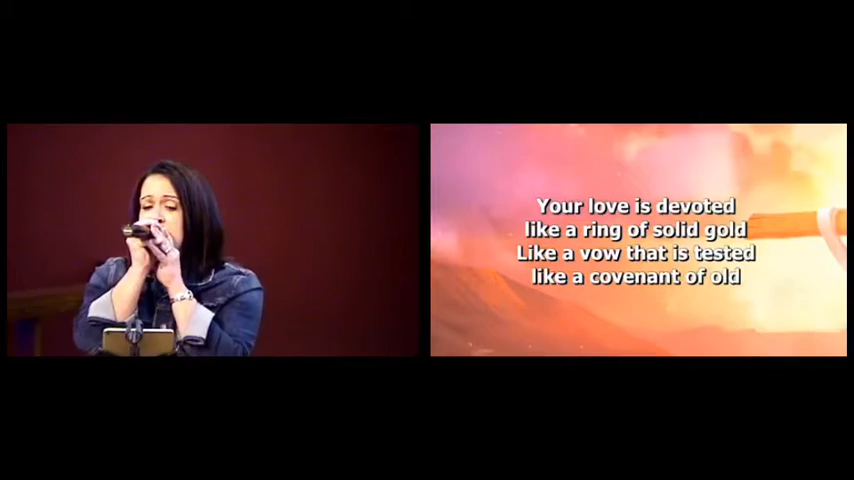 Your love is devoted
like a ring of solid gold
Like a vow that is tested
like a covenant of old